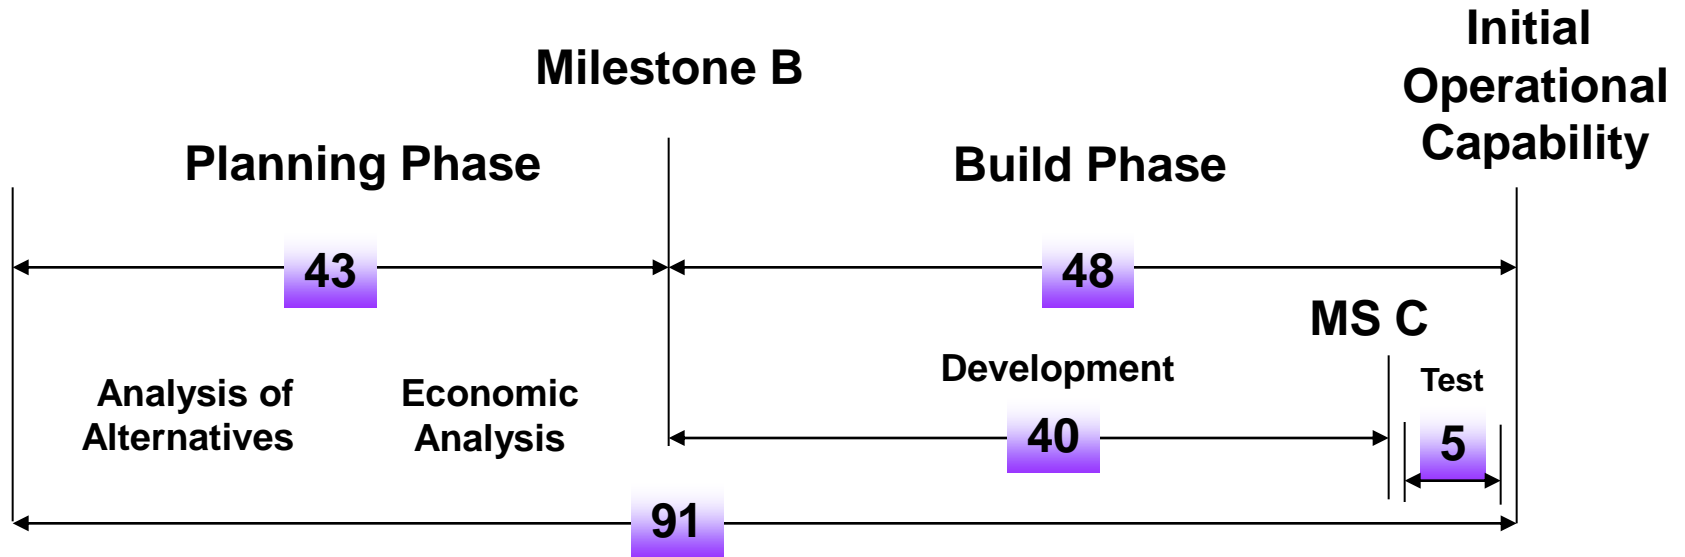 Initial
Operational
Capability
Milestone B
Planning Phase
Build Phase
43
48
MS C
Development
Test
Analysis of
Alternatives
Economic
Analysis
40
5
91